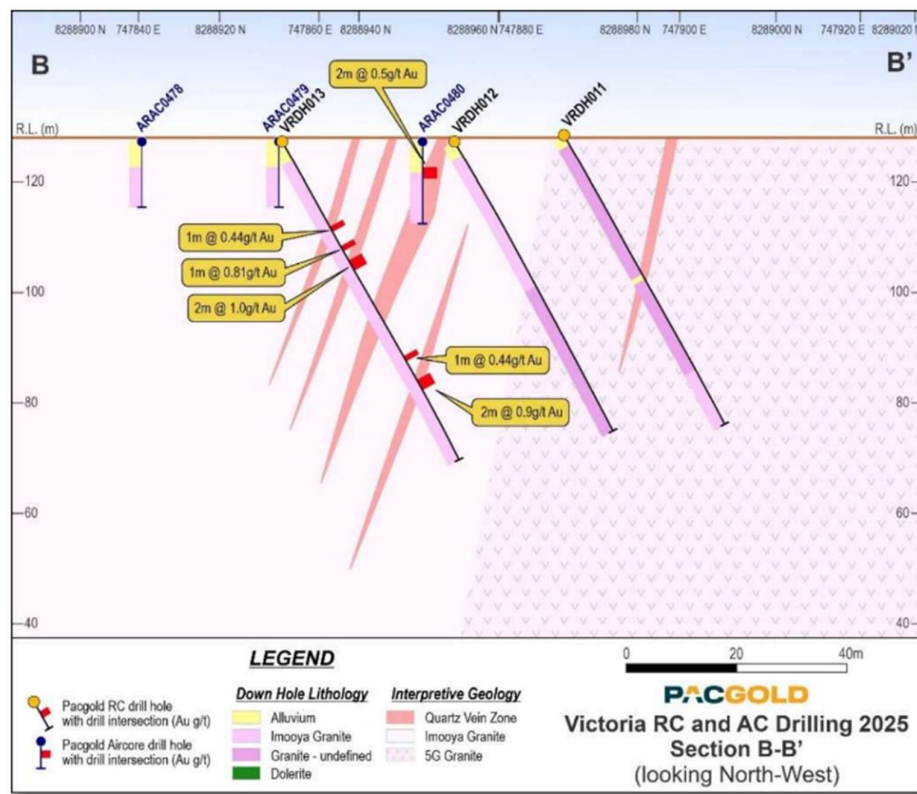 8288900 N 747840 E 8288920 N 747860 E 8288940 N 8288960 N 747880 E 8288980 N 747900 E 8289000 N 747920 E 8289020 N
B B’
2m @ 0.5g/t Au
ARAC0478 ARAC0479 VRDH013 ARAC0480 VRDH012 VRDH011
R.L. (m) R.L. (m)
120 120
1m @ 0.44g/t Au
1m @ 0.81g/t Au
2m @ 1.0g/t Au
100 100
1m @ 0.44g/t Au
80 80
2m @ 0.9g/t Au
60 60
40 40
LEGEND
Pacgold RC drill hole
with drill intersection (Au g/t)
Pacgold Aircore drill hole
with drill intersection (Au g/t)
Down Hole Lithology
Alluvium
Imooya Granite
Granite - undefined
Dolerite
Interpretive Geology
Quartz Vein Zone
Imooya Granite
5G Granite
0 20 40m
PACGOLD
Victoria RC and AC Drilling 2025
Section B-B’
(looking North-West)